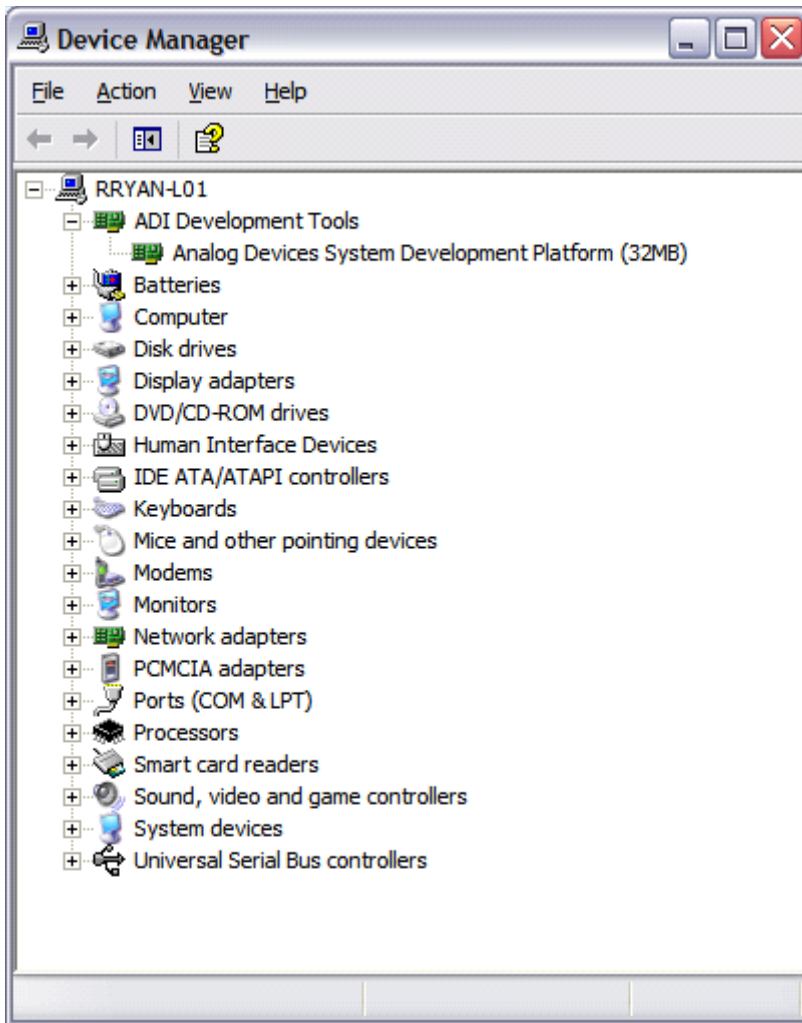 Device Manager
File Action View Help
RRYAN-L01
ADI Development Tools
Analog Devices System Development Platform (32MB)
Batteries
Computer
Disk drives
Display adapters
DVD/CD-ROM drives
Human Interface Devices
IDE ATA/ATAPI controllers
Keyboards
Mice and other pointing devices
Modems
Monitors
Network adapters
PCMCIA adapters
Ports (COM & LPT)
Processors
Smart card readers
Sound, video and game controllers
System devices
Universal Serial Bus controllers